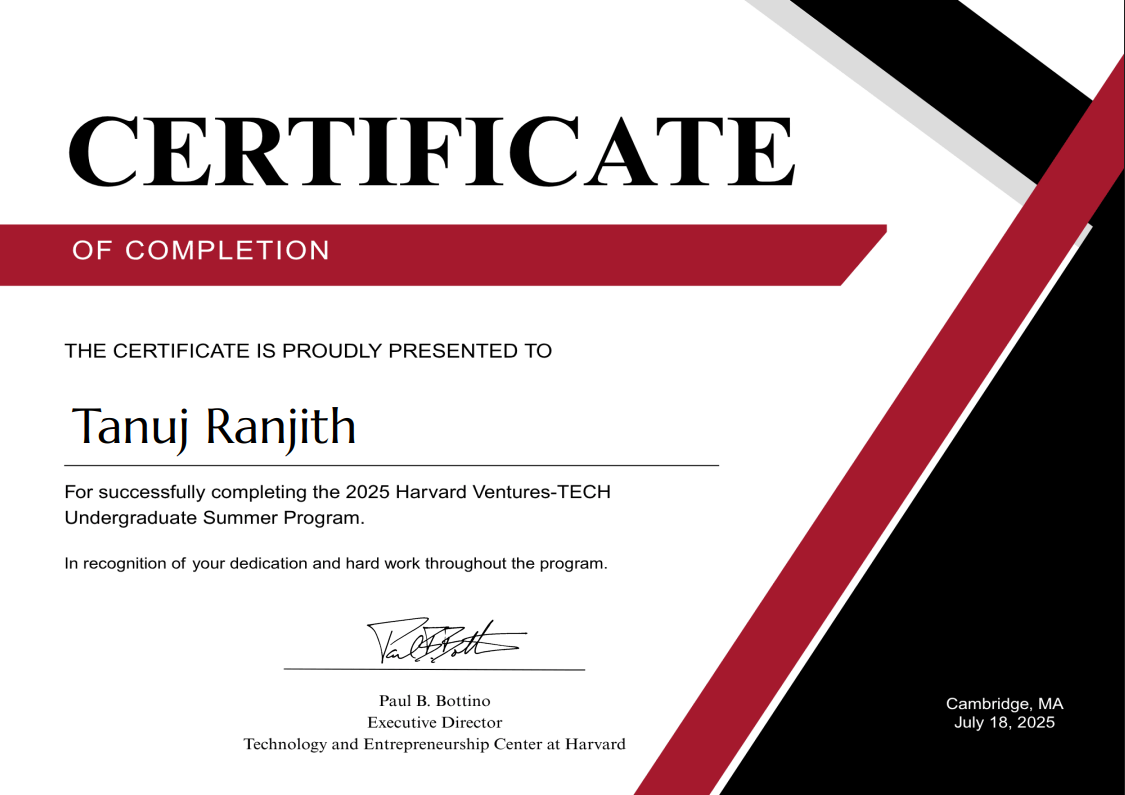 CERTIFICATE
OF COMPLETION
THE CERTIFICATE IS PROUDLY PRESENTED TO
Tanuj Ranjith
For successfully completing the 2025 Harvard Ventures-TECH
Undergraduate Summer Program.
In recognition of your dedication and hard work throughout the program.
Paul B. Bottino
Paul B. Bottino
Executive Director
Technology and Entrepreneurship Center at Harvard
Cambridge, MA
July 18, 2025